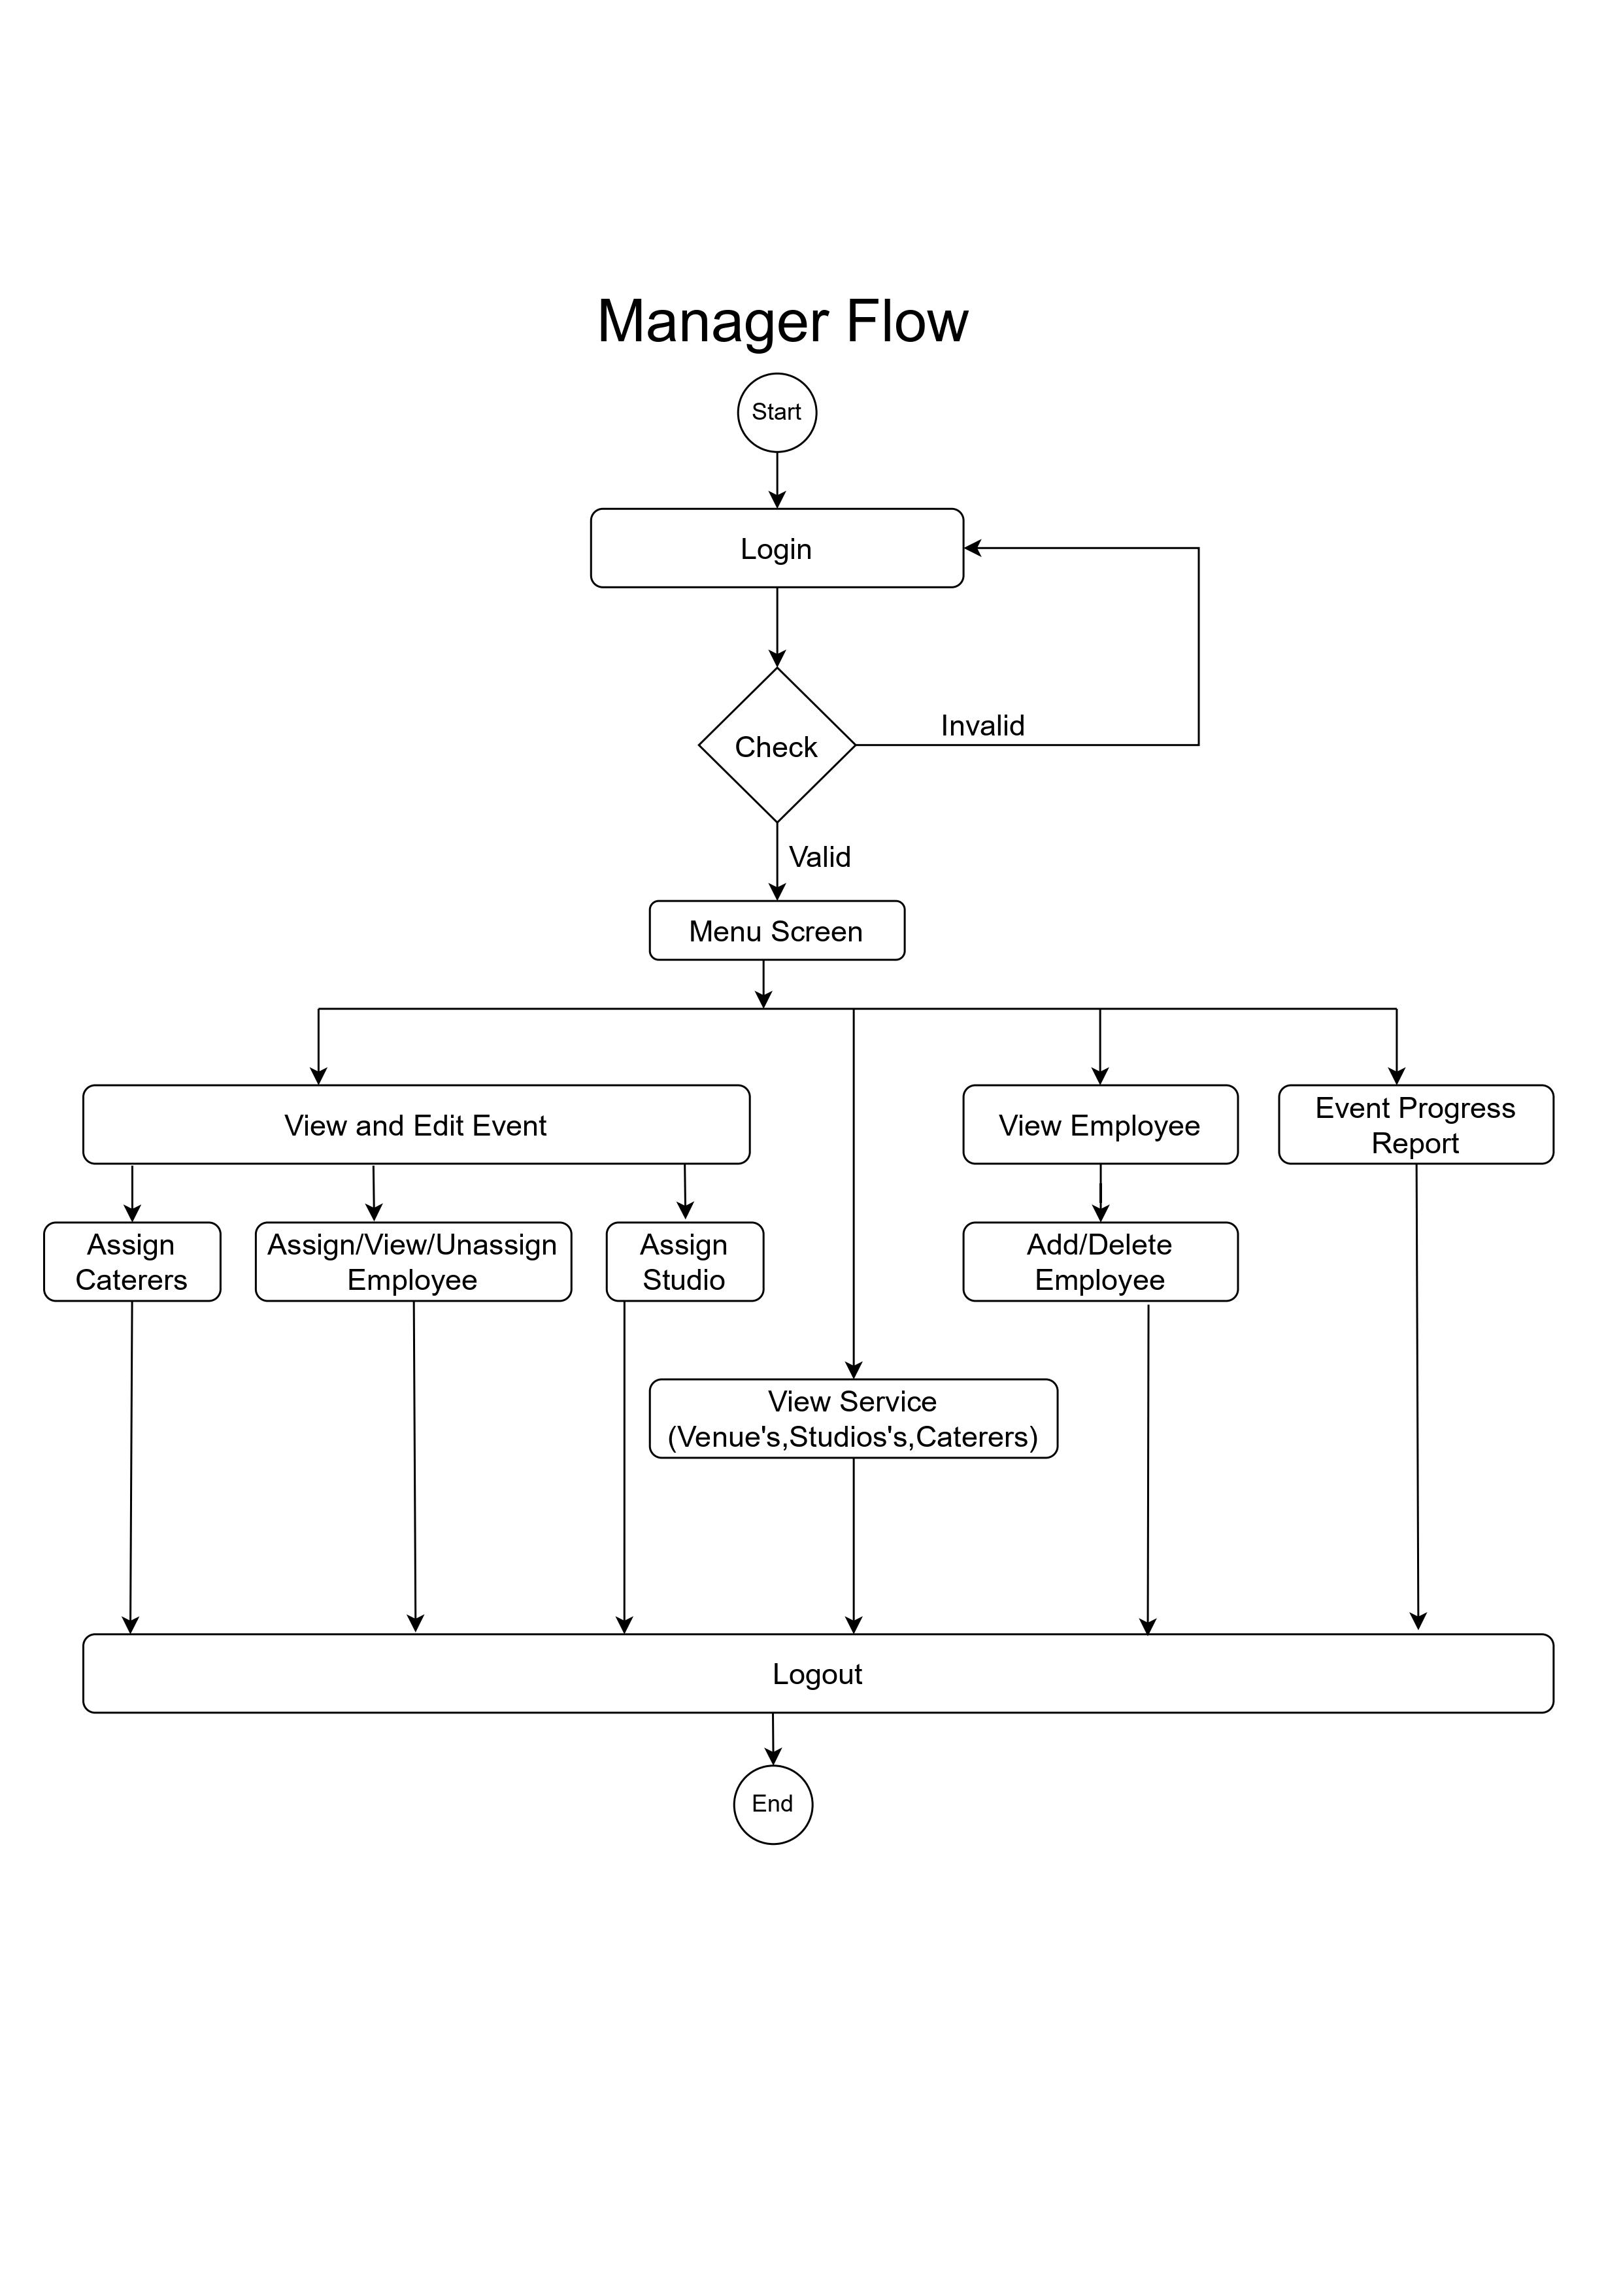 Manager Flow
Start
Login
Check
Invalid
Valid
Menu Screen
View and Edit Event
View Employee
Event Progress
Report
Assign
Caterers
Assign/View/Unassign
Employee
Assign
Studio
Add/Delete
Employee
View Service
(Venue's,Studios's,Caterers)
Logout
End